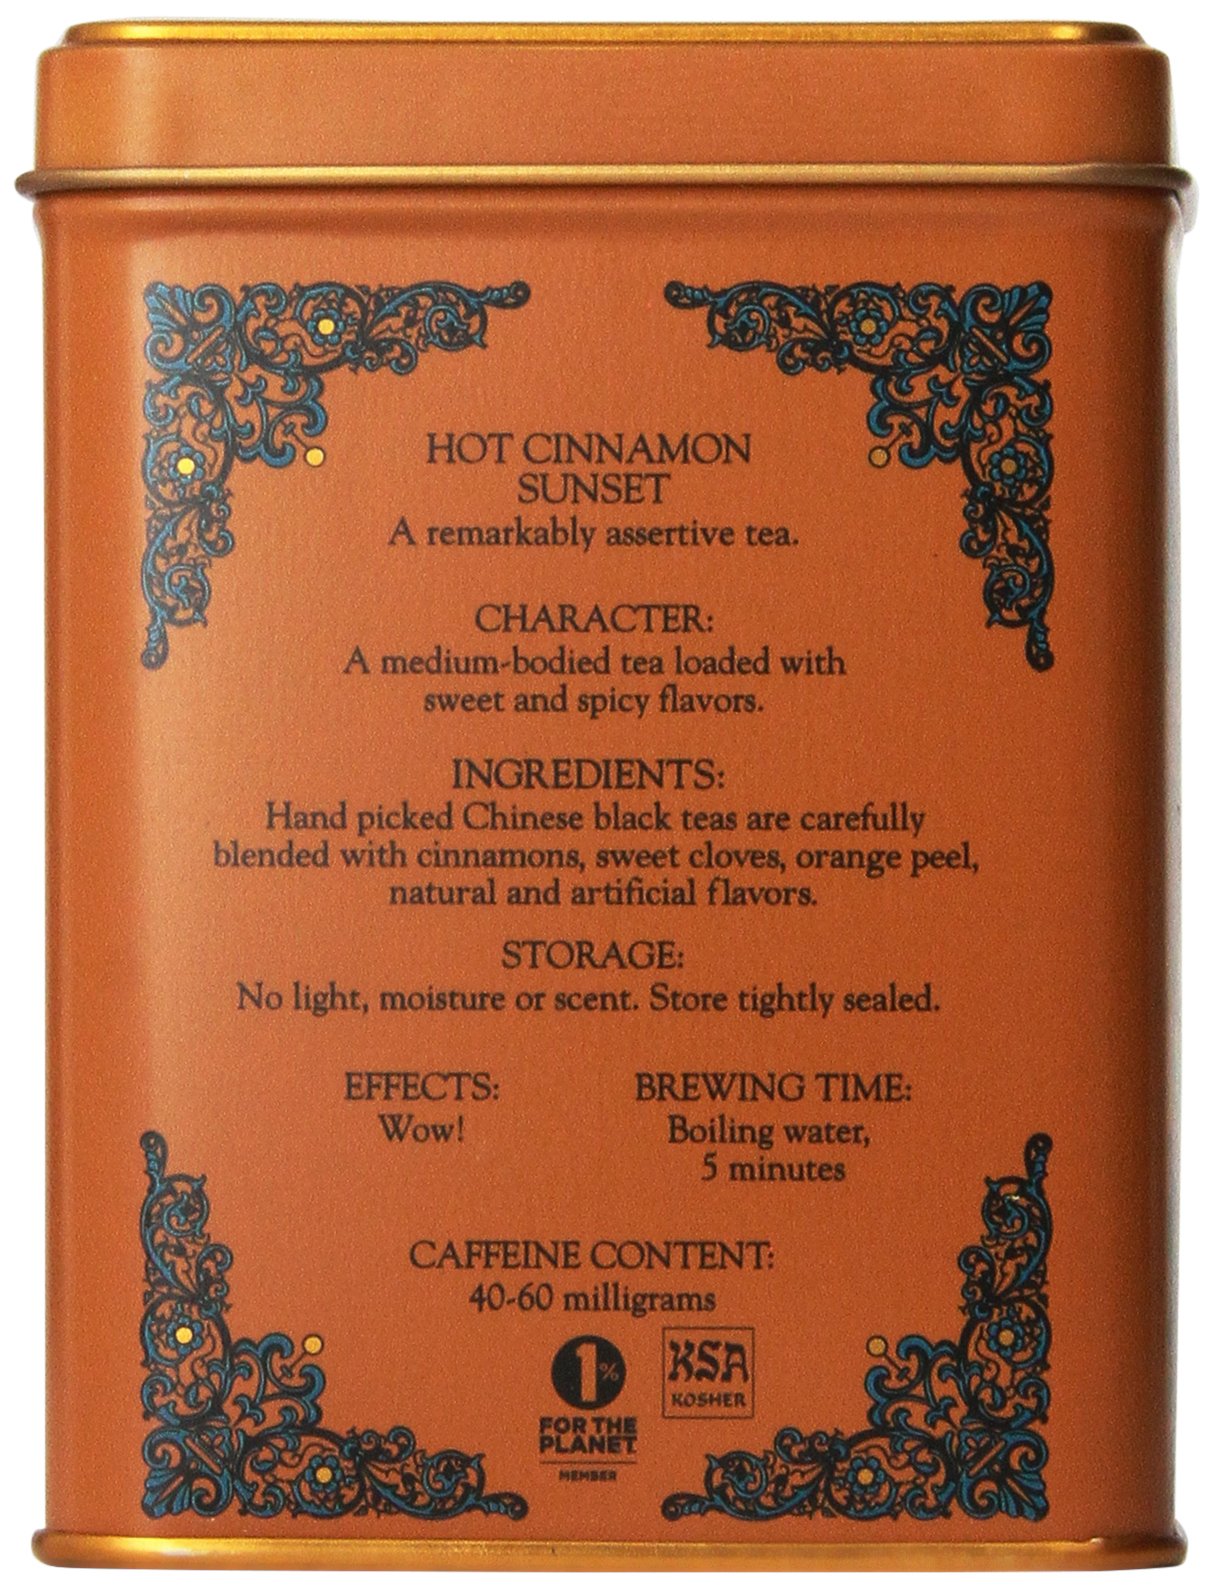 HOT CINNAMON
SUNSET
A remarkably assertive tea.
CHARACTER:
A medium-bodied tea loaded with
sweet and spicy flavors.
INGREDIENTS:
Hand picked Chinese black teas are carefully
blended with cinnamons, sweet cloves, orange peel,
natural and artificial flavors.
STORAGE:
No light, moisture or scent. Store tightly sealed.
EFFECTS:
Wow!
BREWING TIME:
Boiling water,
5 minutes
CAFFEINE CONTENT:
40-60 milligrams
1%
FOR THE
PLANET
MEMBER
KSA
KOSHER